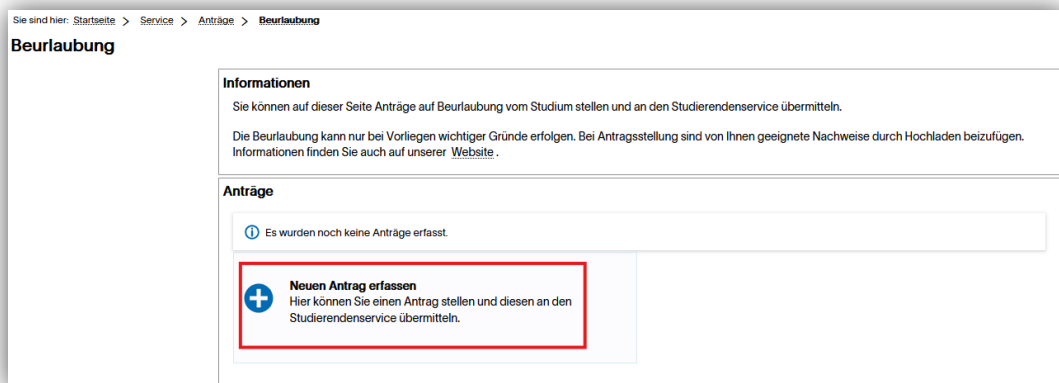 Sie sind hier: Startseite > Service > Anträge > Beurlaubung
Beurlaubung
Informationen
Sie können auf dieser Seite Anträge auf Beurlaubung vom Studium stellen und an den Studierendenservice übermitteln.
Die Beurlaubung kann nur bei Vorliegen wichtiger Gründe erfolgen. Bei Antragsstellung sind von Ihnen geeignete Nachweise durch Hochladen beizufügen.
Informationen finden Sie auch auf unserer Website .
Anträge
Es wurden noch keine Anträge erfasst.
Neuen Antrag erfassen
Hier können Sie einen Antrag stellen und diesen an den
Studierendenservice übermitteln.